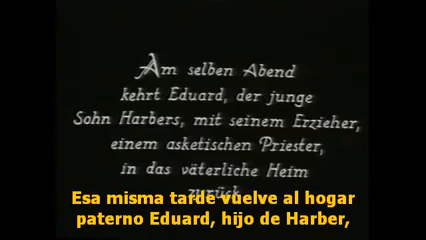 Am selben Abend
kehrt Eduard, der junge
Sohn Harbers, mit seinem Erzieher,
einem asketischen Priester,
in das väterliche Heim
zurück.
Esa misma tarde vuelve al hogar
paterno Eduard, hijo de Harber,